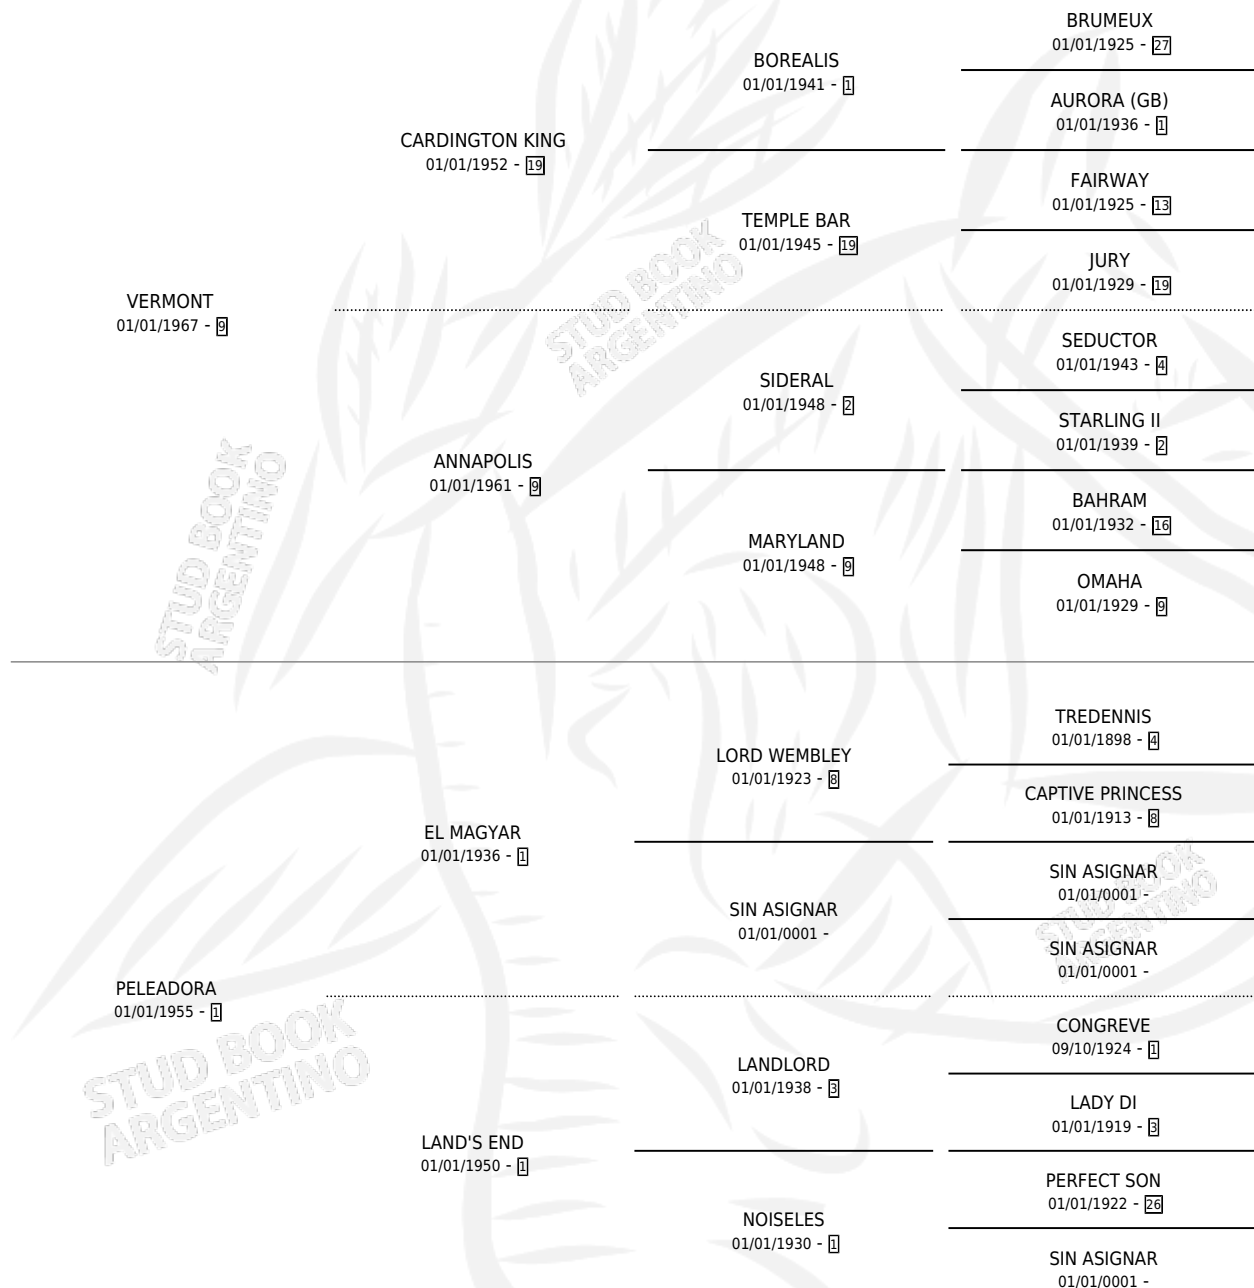 VERMONT
01/01/1967 - 9
CARDINGTON KING
01/01/1952 - 19
ANNAPOLIS
01/01/1961 - 9
BOREALIS
01/01/1941 - 1
TEMPLE BAR
01/01/1945 - 19
SIDERAL
01/01/1948 - 2
MARYLAND
01/01/1948 - 9
BRUMEUX
01/01/1925 - 27
AURORA (GB)
01/01/1936 - 1
FAIRWAY
01/01/1925 - 13
JURY
01/01/1929 - 19
SEDUCTOR
01/01/1943 - 4
STARLING II
01/01/1939 - 2
BAHRAM
01/01/1932 - 16
OMAHA
01/01/1929 - 9
PELEADORA
01/01/1955 - 1
EL MAGYAR
01/01/1936 - 1
LAND'S END
01/01/1950 - 1
LORD WEMBLEY
01/01/1923 - 8
SIN ASIGNAR
01/01/0001 -
LANDLORD
01/01/1938 - 3
NOISELES
01/01/1930 - 1
TREDENNIS
01/01/1898 - 4
CAPTIVE PRINCESS
01/01/1913 - 8
SIN ASIGNAR
01/01/0001 -
SIN ASIGNAR
01/01/0001 -
CONGREVE
09/10/1924 - 1
LADY DI
01/01/1919 - 3
PERFECT SON
01/01/1922 - 26
SIN ASIGNAR
01/01/0001 -
STUD BOOK
ARGENTINO
STUD BOOK
ARGENTINO
STUD BOOK
ARGENTINO
STUD BOOK
ARGENTINO